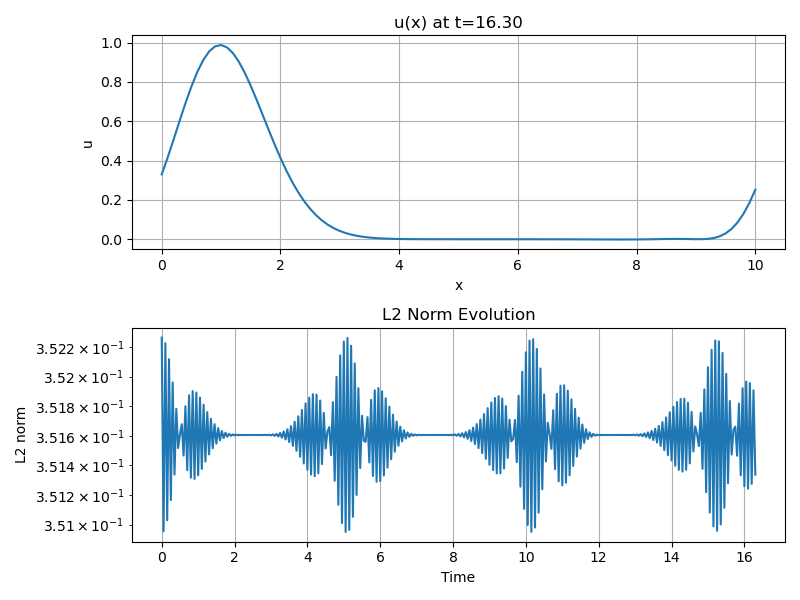 u(x) at t=16.30
1.0
0.8
0.6
0.4
0.2
0.0
u
0 2 4 6 8 10
x
L2 Norm Evolution
3.522 × 10⁻¹
3.52 × 10⁻¹
3.518 × 10⁻¹
3.516 × 10⁻¹
3.514 × 10⁻¹
3.512 × 10⁻¹
3.51 × 10⁻¹
L2 norm
0 2 4 6 8 10 12 14 16
Time